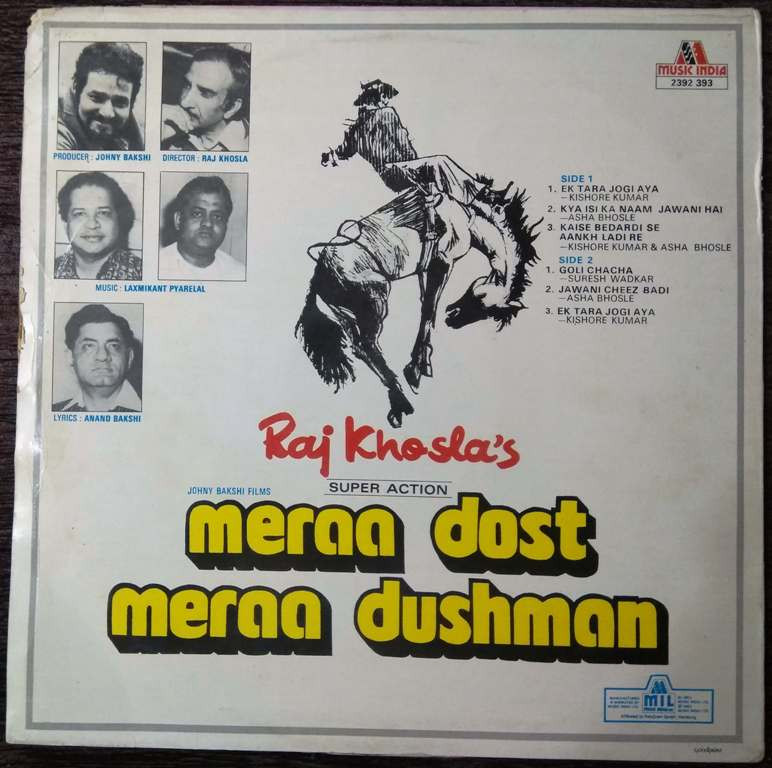 MUSIC INDIA
2392 393
PRODUCER : JOHNY BAKSHI
DIRECTOR : RAJ KHOSLA
MUSIC : LAXMIKANT PYARELAL
LYRICS : ANAND BAKSHI
SIDE 1
1. EK TARA JOGI AYA
—KISHORE KUMAR
2. KYA ISI KA NAAM JAWANI HAI
—ASHA BHOSLE
3. KAISE BEDARDI SE
AANKH LADI RE
—KISHORE KUMAR & ASHA BHOSLE
SIDE 2
1. GOLI CHACHA
—SURESH WADKAR
2. JAWANI CHEEZ BADI
—ASHA BHOSLE
3. EK TARA JOGI AYA
—KISHORE KUMAR
Raj Khosla's
SUPER ACTION
JOHNY BAKSHI FILMS
meraa dost
meraa dushman
MIL